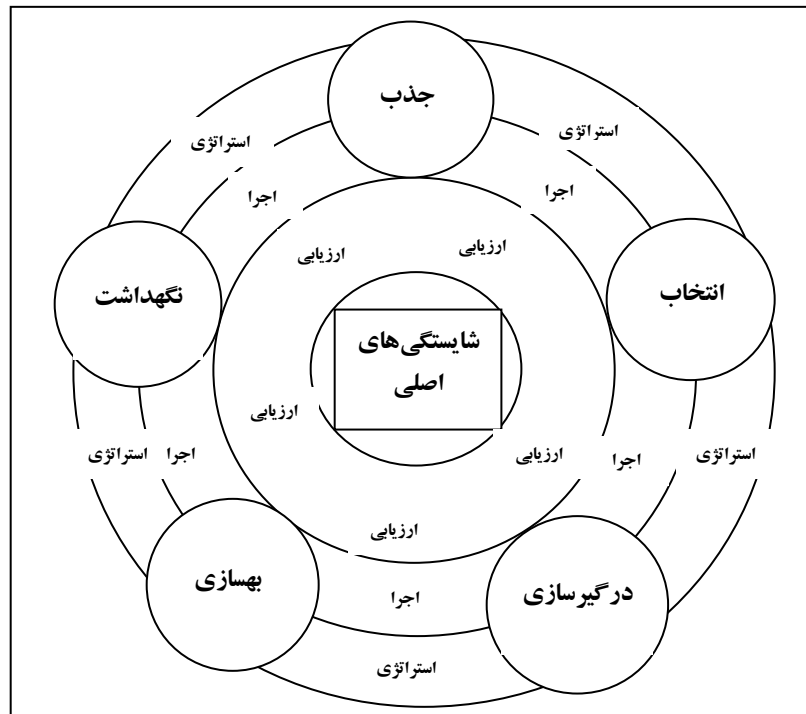 جذب
استراتژی
استراتژی
اجرا
اجرا
ارزیابی
ارزیابی
انتخاب
نگهداشت
شایستگی‌های
اصلی
ارزیابی
استراتژی
اجرا
ارزیابی
اجرا
استراتژی
ارزیابی
درگیرسازی
بهسازی
اجرا
استراتژی